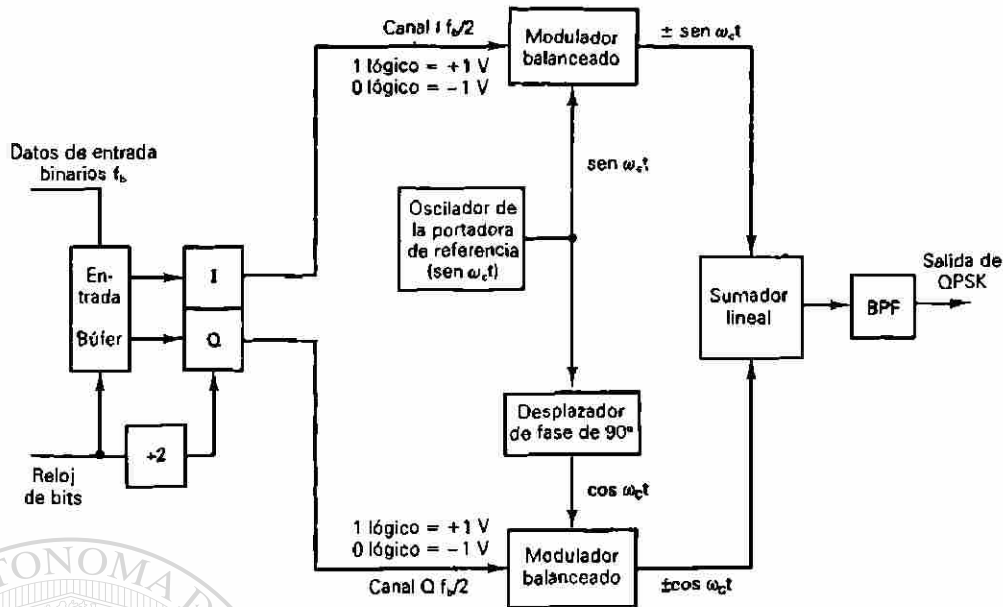 Canal I f_b/2
1 lógico = +1 V
0 lógico = −1 V
Modulador
balanceado
± sen ω_ct
Datos de entrada
binarios f_b
sen ω_ct
Oscilador de
la portadora
de referencia
(sen ω_ct)
En-
trada
Búfer
I
Q
Sumador
lineal
BPF
Salida de
QPSK
÷2
Reloj
de bits
Desplazador
de fase de 90°
cos ω_ct
1 lógico = +1 V
0 lógico = −1 V
Canal Q f_b/2
Modulador
balanceado
±cos ω_ct
TONOMA